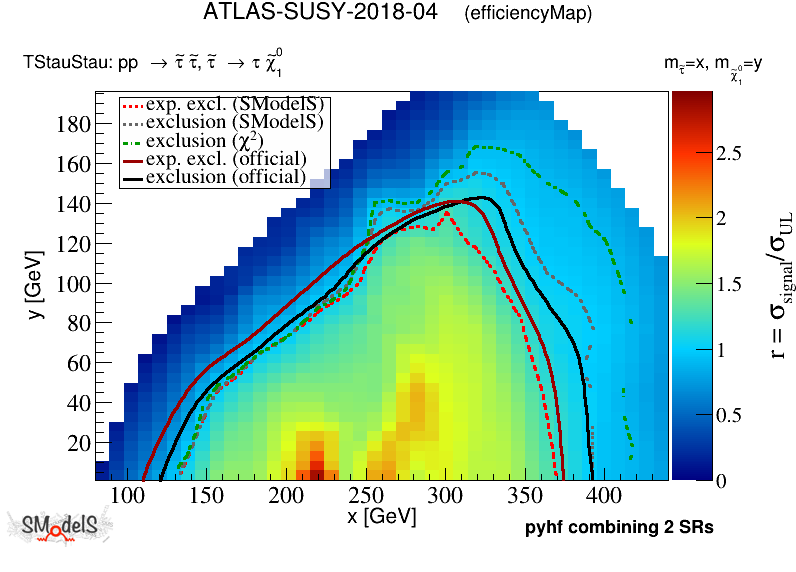 ATLAS-SUSY-2018-04 (efficiencyMap)
TStauStau: pp → τ̃ τ̃, τ̃ → τ χ̃₁⁰
m_τ̃=x, m_χ̃₁⁰=y
exp. excl. (SModelS)
exclusion (SModelS)
exclusion (χ²)
exp. excl. (official)
exclusion (official)
180
160
140
120
100
80
60
40
20
y [GeV]
100 150 200 250 300 350 400
x [GeV]
2.5
2
1.5
1
0.5
0
r = σ_signal/σ_UL
SModelS
pyhf combining 2 SRs